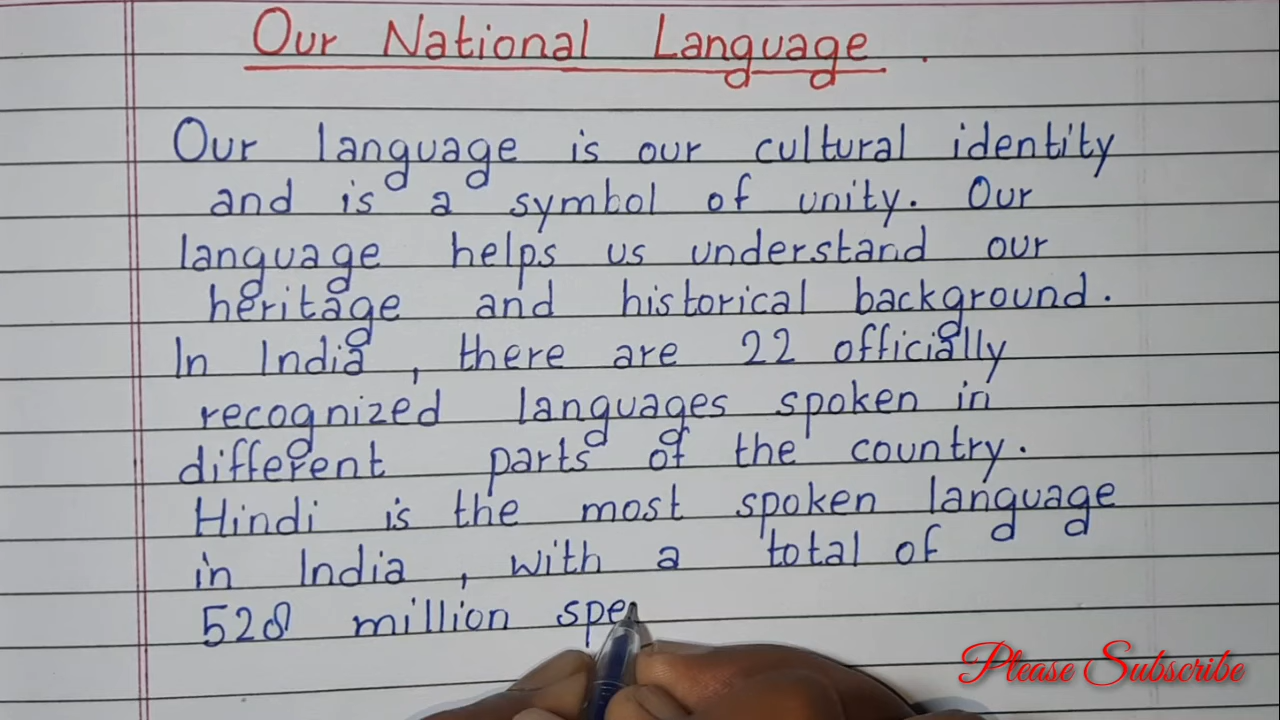 Our National Language.
Our language is our cultural identity
and is a symbol of unity. Our
language helps us understand our
heritage and historical background.
In India, there are 22 officially
recognized languages spoken in
different parts of the country.
Hindi is the most spoken language
in India, with a total of
528 million spe
Please Subscribe